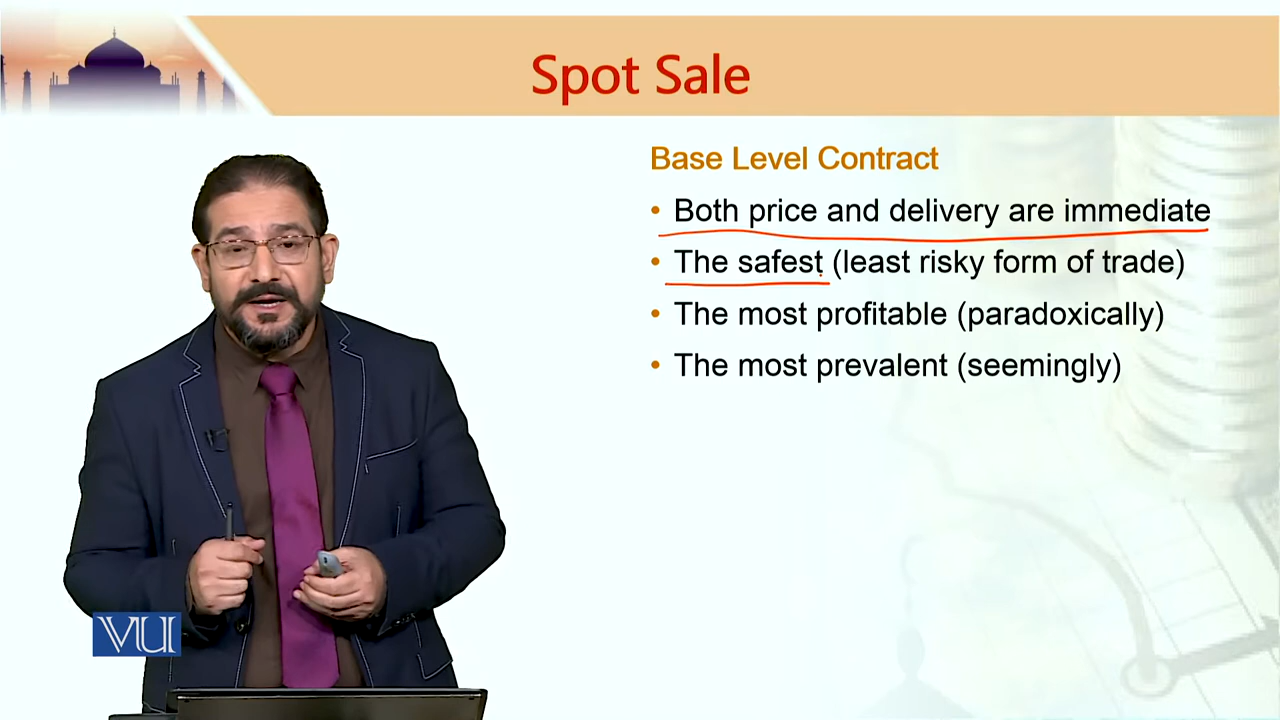 Spot Sale
Base Level Contract
• Both price and delivery are immediate
• The safest (least risky form of trade)
• The most profitable (paradoxically)
• The most prevalent (seemingly)
VU